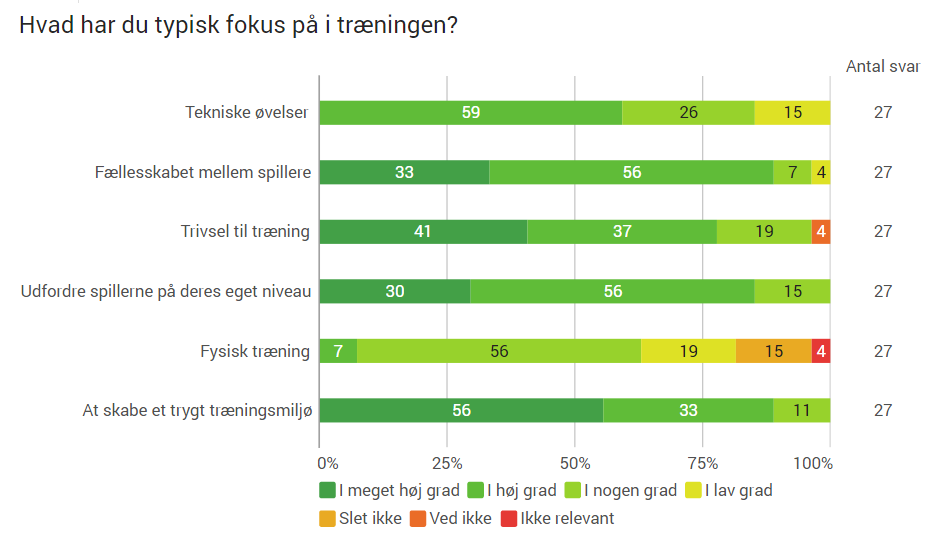 Hvad har du typisk fokus på i træningen?
Antal svar
Tekniske øvelser 59 26 15 27
Fællesskabet mellem spillere 33 56 7 4 27
Trivsel til træning 41 37 19 4 27
Udfordre spillerne på deres eget niveau 30 56 15 27
Fysisk træning 7 56 19 15 4 27
At skabe et trygt træningsmiljø 56 33 11 27
0% 25% 50% 75% 100%
I meget høj grad I høj grad I nogen grad I lav grad
Slet ikke Ved ikke Ikke relevant